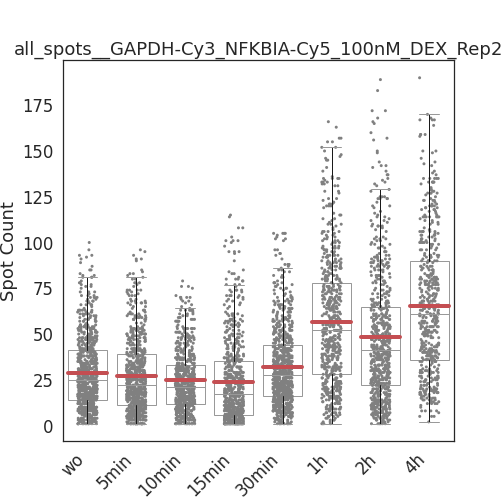 all_spots__GAPDH-Cy3_NFKBIA-Cy5_100nM_DEX_Rep2
Spot Count
175
150
125
100
75
50
25
0
wo
5min
10min
15min
30min
1h
2h
4h